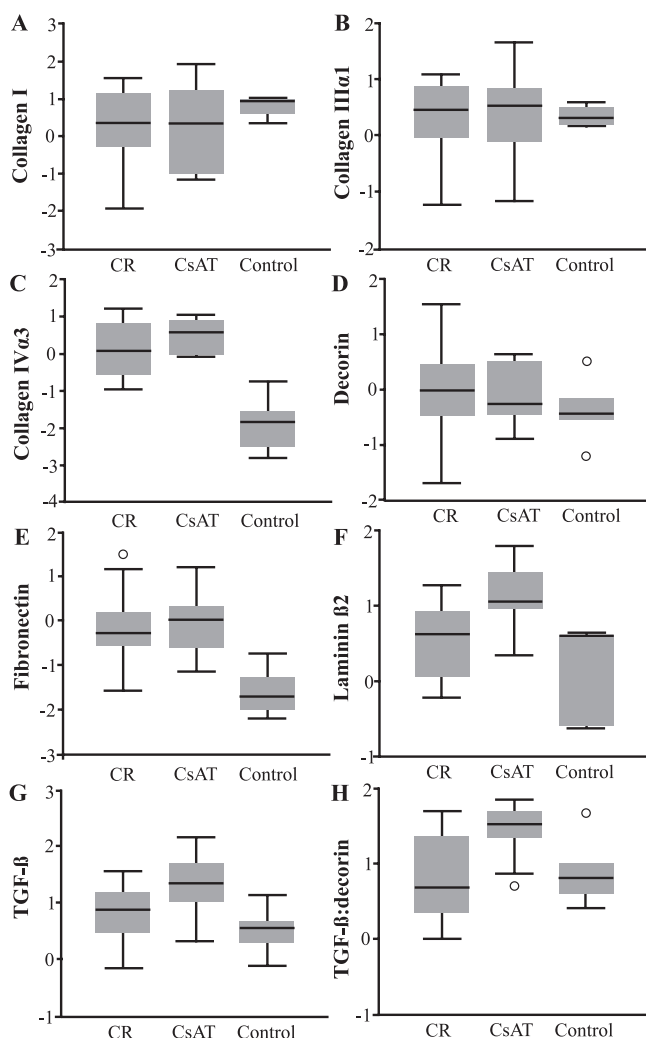 A
Collagen I
3
2
1
0
-1
-2
-3
CR CsAT Control
B
Collagen IIIα1
2
1
0
-1
2
CR CsAT Control
C
Collagen IVα3
2
1
0
-1
-2
-3
-4
CR CsAT Control
D
Decorin
2
1
0
-1
-2
CR CsAT Control
E
Fibronectin
2
1
0
-1
-2
-3
CR CsAT Control
F
Laminin ß2
2
1
0
-1
CR CsAT Control
G
TGF-ß
3
2
1
0
-1
CR CsAT Control
H
TGF-ß:decorin
2
1
0
-1
CR CsAT Control